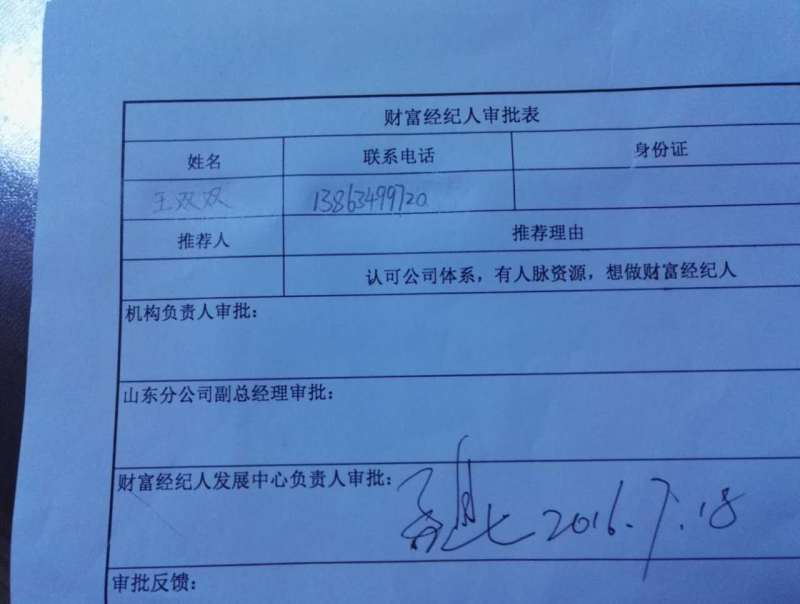 财富经纪人审批表
姓名 联系电话 身份证
王双双 13863499720
推荐人 推荐理由
认可公司体系，有人脉资源，想做财富经纪人
机构负责人审批：
山东分公司副总经理审批：
财富经纪人发展中心负责人审批： 2016.7.18
审批反馈：